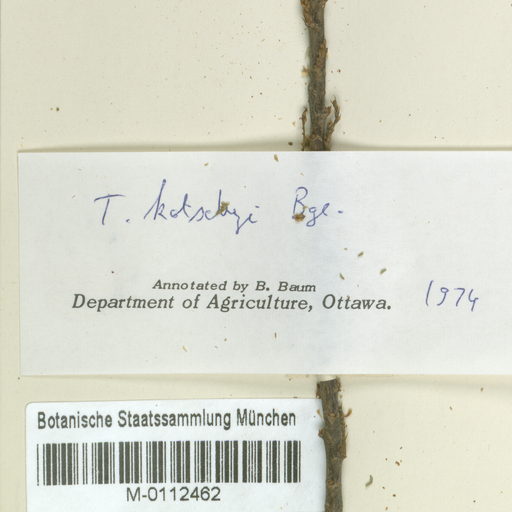 T. kotschyi Bge.
Annotated by B. Baum
Department of Agriculture, Ottawa. 1974
Botanische Staatssammlung München
M-0112462